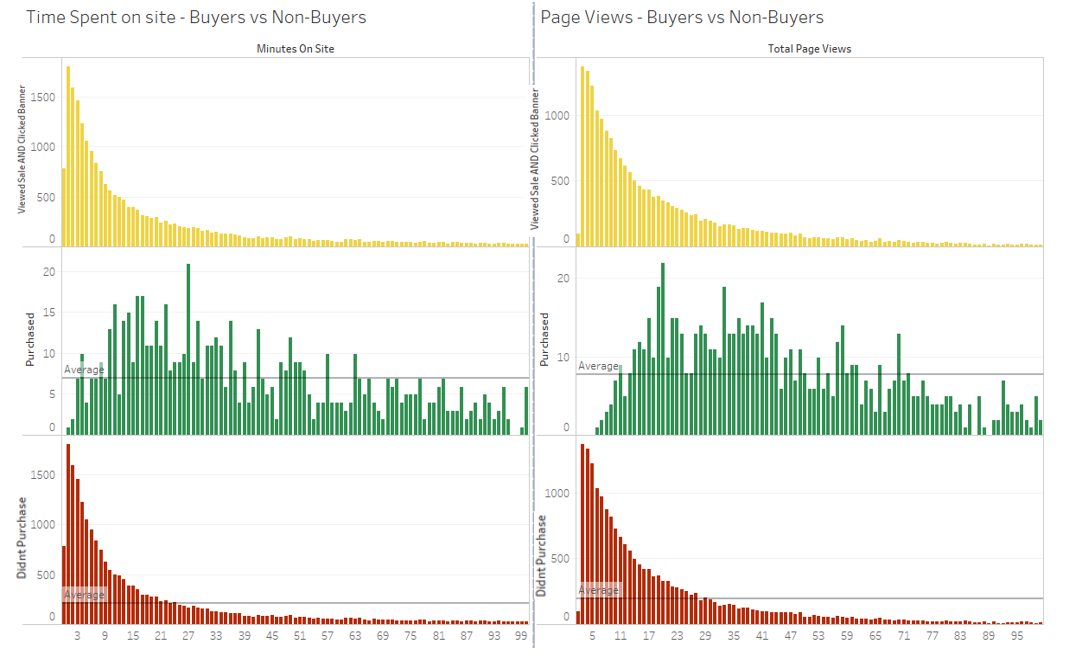 Time Spent on site - Buyers vs Non-Buyers
Minutes On Site
Viewed Sale AND Clicked Banner
1500
1000
500
0
Purchased
20
15
10
Average
5
0
Didnt Purchase
1500
1000
500
Average
0
3 9 15 21 27 33 39 45 51 57 63 69 75 81 87 93 99
Page Views - Buyers vs Non-Buyers
Total Page Views
Viewed Sale AND Clicked Banner
1000
500
0
Purchased
20
10
Average
0
Didnt Purchase
1000
500
Average
0
5 11 17 23 29 35 41 47 53 59 65 71 77 83 89 95